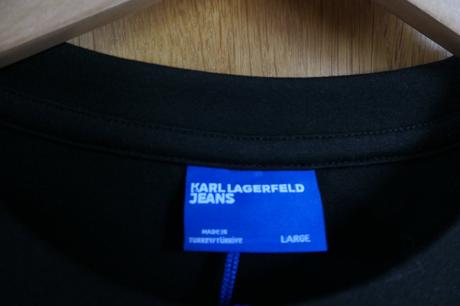 KARL LAGERFELD
JEANS
MADE IN
TURKEY/TÜRKİYE
LARGE